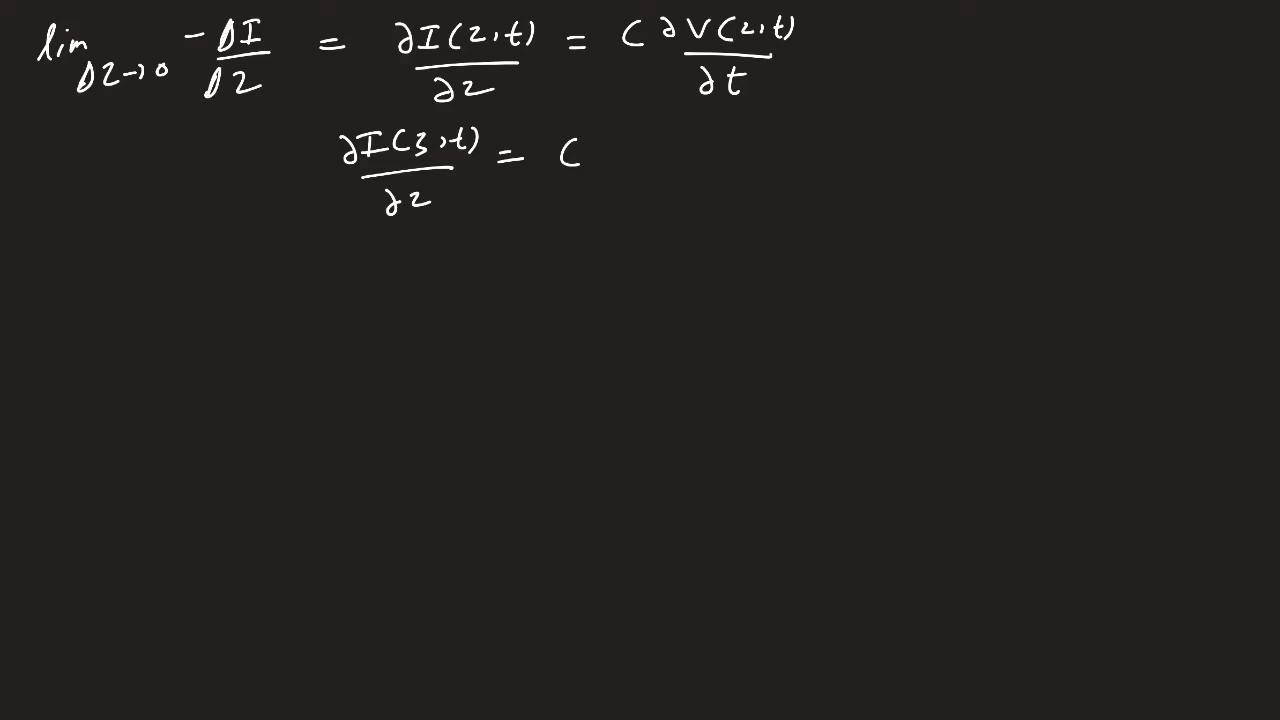 lim_{Δz→0} -ΔI/Δz = ∂I(z,t)/∂z = C ∂V(z,t)/∂t
∂I(z,t)/∂z = C